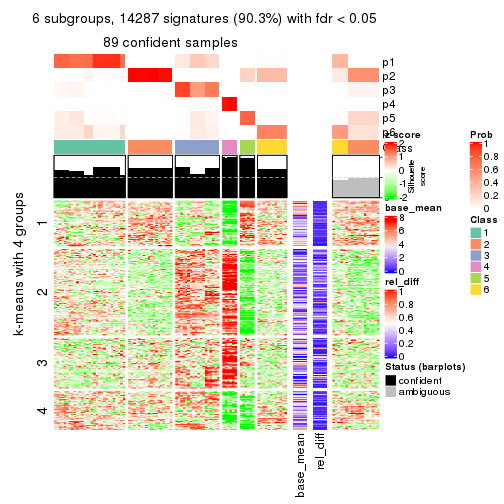 6 subgroups, 14287 signatures (90.3%) with fdr < 0.05
89 confident samples
p1
p2
p3
p4
p5
p6
Class
Silhouette
score
z-score
2
1
0
-1
-2
base_mean
8
6
4
2
0
rel_diff
1
0.8
0.6
0.4
0.2
0
Status (barplots)
confident
ambiguous
Prob
1
0.8
0.6
0.4
0.2
0
Class
1
2
3
4
5
6
k-means with 4 groups
1
2
3
4
base_mean
rel_diff